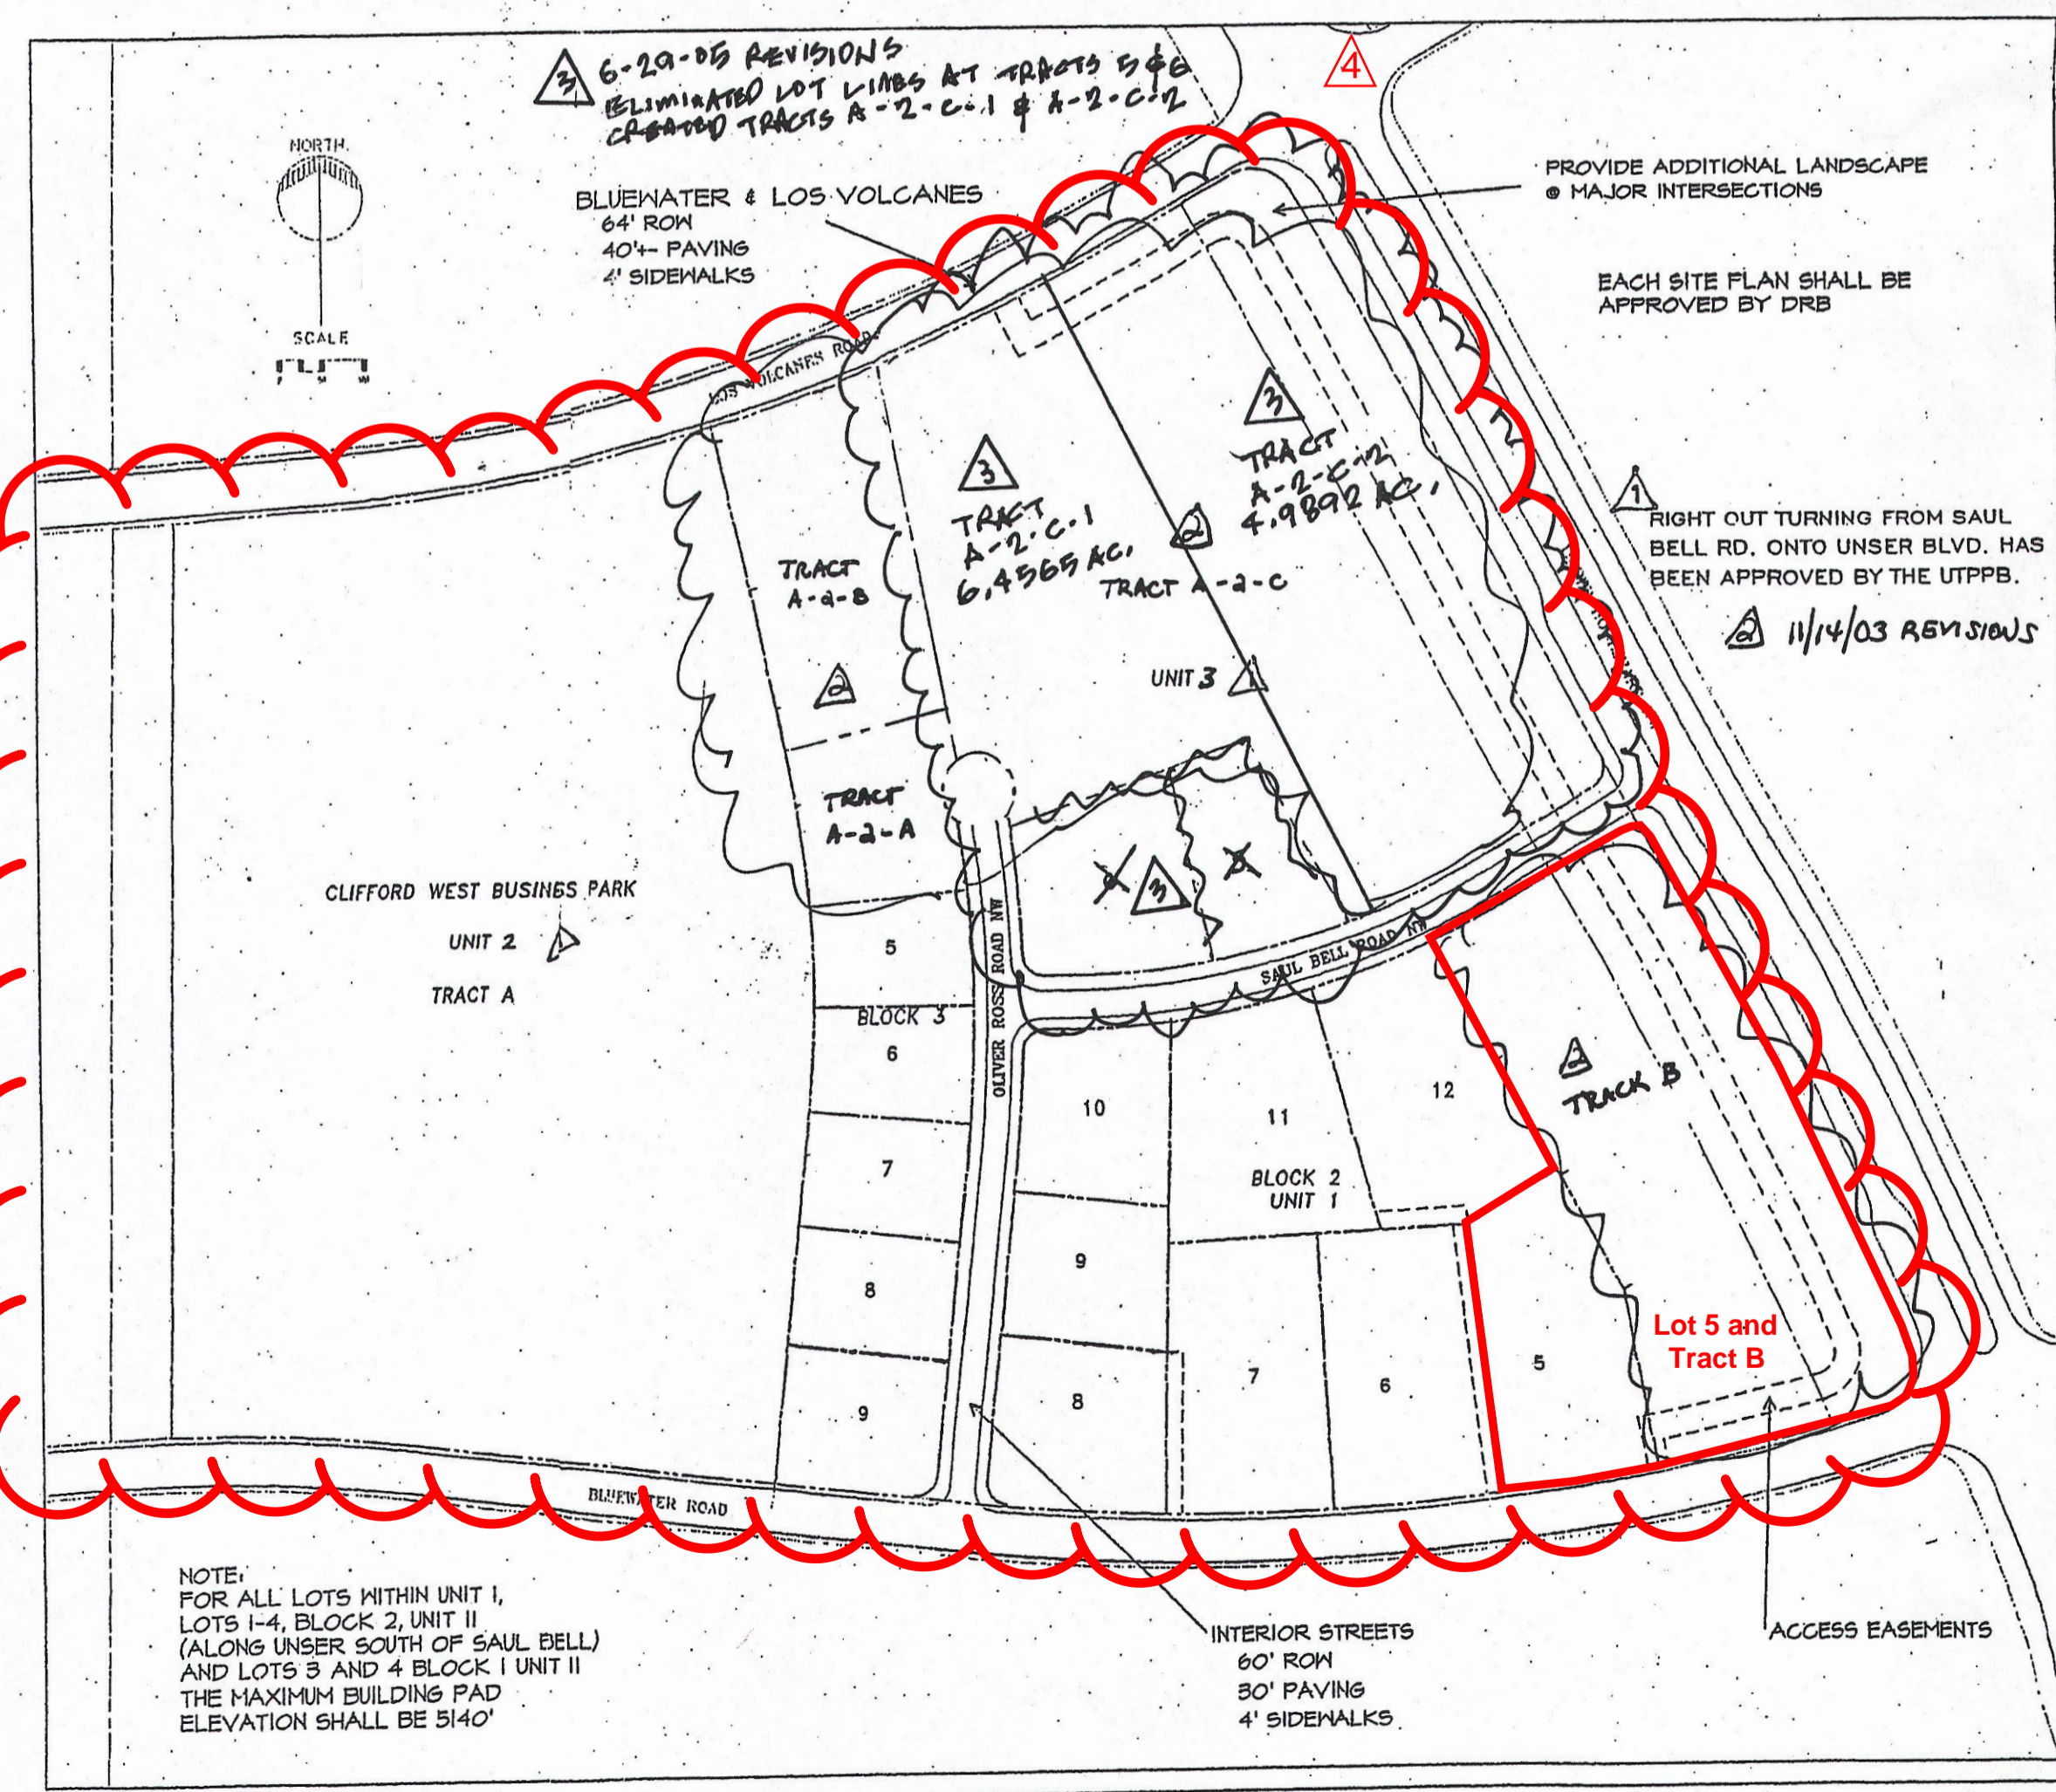 3 6-29-05 REVISIONS
ELIMINATED LOT LINES AT TRACTS 5 & 6
CREATED TRACTS A-2-C-1 & A-2-C-2
4
NORTH
SCALE
BLUEWATER & LOS VOLCANES
64' ROW
40'+- PAVING
4' SIDEWALKS
PROVIDE ADDITIONAL LANDSCAPE
@ MAJOR INTERSECTIONS
EACH SITE PLAN SHALL BE
APPROVED BY DRB
LOS VOLCANES ROAD
3
TRACT
A-2-C-2
4.9892 AC.
3
TRACT
A-2-C-1
6.4565 AC.
2
TRACT A-2-C
1
RIGHT OUT TURNING FROM SAUL
BELL RD. ONTO UNSER BLVD. HAS
BEEN APPROVED BY THE UTPPB.
2 11/14/03 REVISIONS
TRACT
A-2-B
2
UNIT 3 1
TRACT
A-2-A
3
CLIFFORD WEST BUSINES PARK
UNIT 2 1
TRACT A
5
BLOCK 3
6
7
8
9
OLIVER ROSS ROAD NW
SAUL BELL ROAD NW
10
11
12
BLOCK 2
UNIT 1
9
8
7
6
5
2
TRACK B
Lot 5 and
Tract B
BLUEWATER ROAD
NOTE:
FOR ALL LOTS WITHIN UNIT I,
LOTS 1-4, BLOCK 2, UNIT II
(ALONG UNSER SOUTH OF SAUL BELL)
AND LOTS 3 AND 4 BLOCK I UNIT II
THE MAXIMUM BUILDING PAD
ELEVATION SHALL BE 5140'
INTERIOR STREETS
60' ROW
30' PAVING
4' SIDEWALKS
ACCESS EASEMENTS